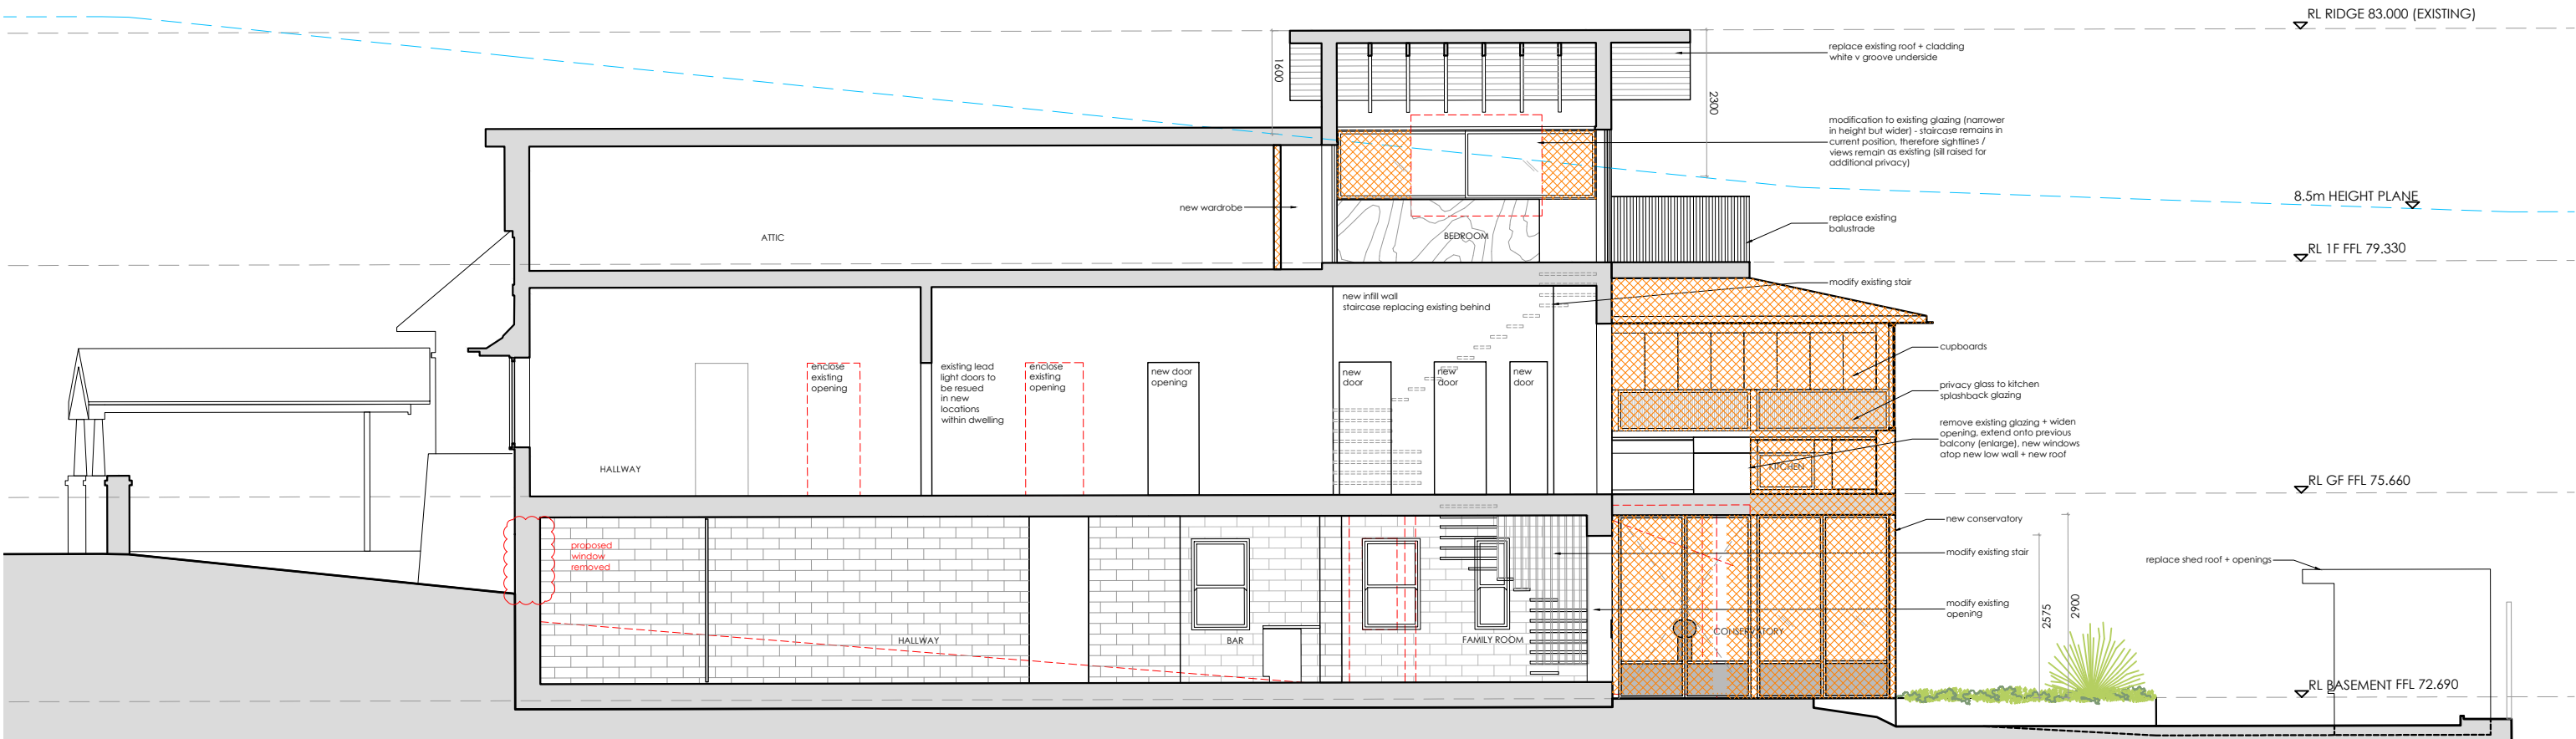 RL RIDGE 83.000 (EXISTING)
replace existing roof + cladding
white v groove underside
1600
2300
modification to existing glazing (narrower
in height but wider) - staircase remains in
current position, therefore sightlines /
views remain as existing (sill raised for
additional privacy)
8.5m HEIGHT PLANE
new wardrobe
replace existing
balustrade
ATTIC
BEDROOM
RL 1F FFL 79.330
modify existing stair
new infill wall
staircase replacing existing behind
cupboards
enclose
existing
opening
existing lead
light doors to
be resued
in new
locations
within dwelling
enclose
existing
opening
new door
opening
new
door
new
door
new
door
privacy glass to kitchen
splashback glazing
remove existing glazing + widen
opening, extend onto previous
balcony (enlarge), new windows
atop new low wall + new roof
HALLWAY
KITCHEN
RL GF FFL 75.660
new conservatory
proposed
window
removed
modify existing stair
replace shed roof + openings
modify existing
opening
2575
2900
HALLWAY
BAR
FAMILY ROOM
CONSERVATORY
RL BASEMENT FFL 72.690